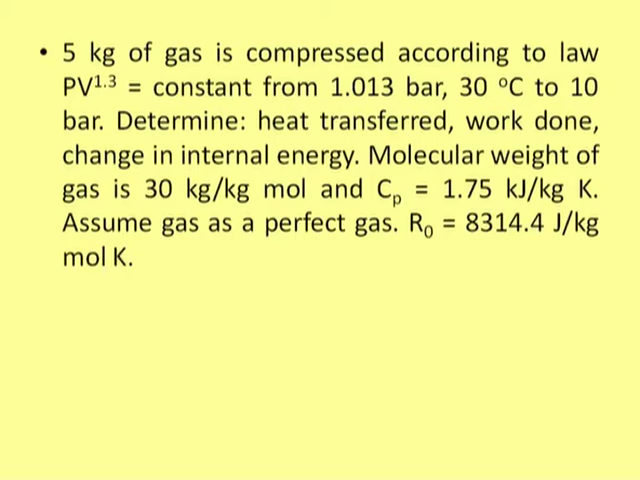 • 5 kg of gas is compressed according to law
PV1.3 = constant from 1.013 bar, 30 oC to 10
bar. Determine: heat transferred, work done,
change in internal energy. Molecular weight of
gas is 30 kg/kg mol and Cp = 1.75 kJ/kg K.
Assume gas as a perfect gas. R0 = 8314.4 J/kg
mol K.